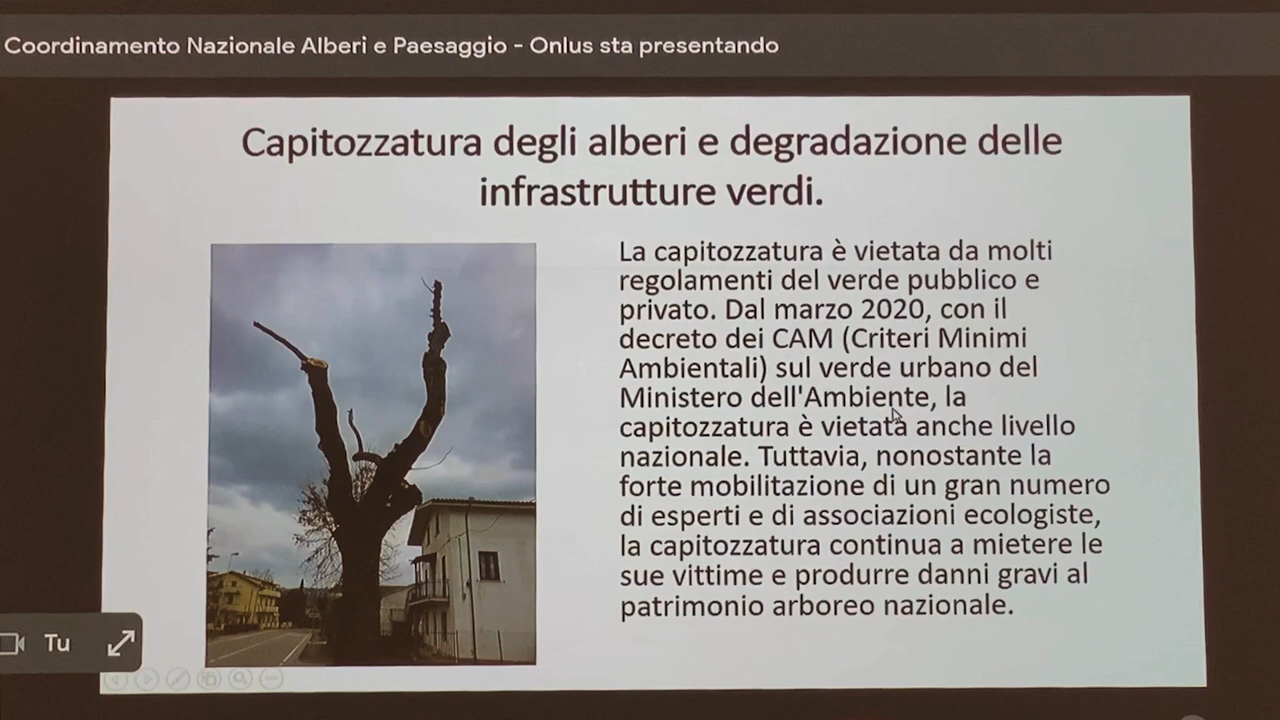 Coordinamento Nazionale Alberi e Paesaggio - Onlus sta presentando
Capitozzatura degli alberi e degradazione delle
infrastrutture verdi.
La capitozzatura è vietata da molti
regolamenti del verde pubblico e
privato. Dal marzo 2020, con il
decreto dei CAM (Criteri Minimi
Ambientali) sul verde urbano del
Ministero dell'Ambiente, la
capitozzatura è vietata anche livello
nazionale. Tuttavia, nonostante la
forte mobilitazione di un gran numero
di esperti e di associazioni ecologiste,
la capitozzatura continua a mietere le
sue vittime e produrre danni gravi al
patrimonio arboreo nazionale.
Tu